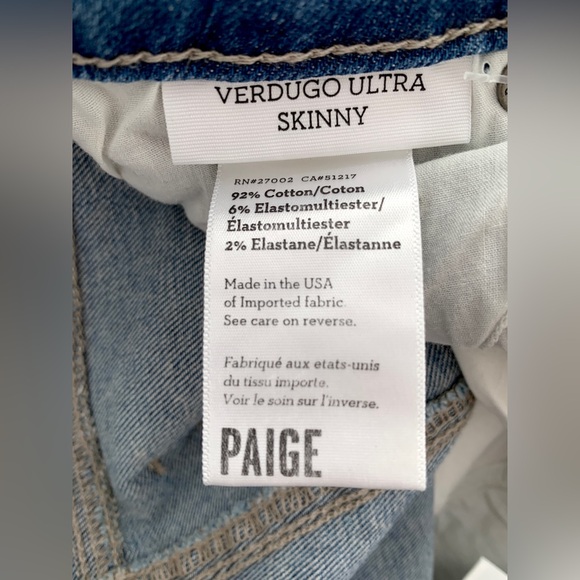 VERDUGO ULTRA
SKINNY
RN#27002 CA#51217
92% Cotton/Coton
6% Elastomultiester/
Élastomultiester
2% Elastane/Élastanne
Made in the USA
of Imported fabric.
See care on reverse.
Fabriqué aux etats-unis
du tissu importe.
Voir le soin sur l'inverse.
PAIGE